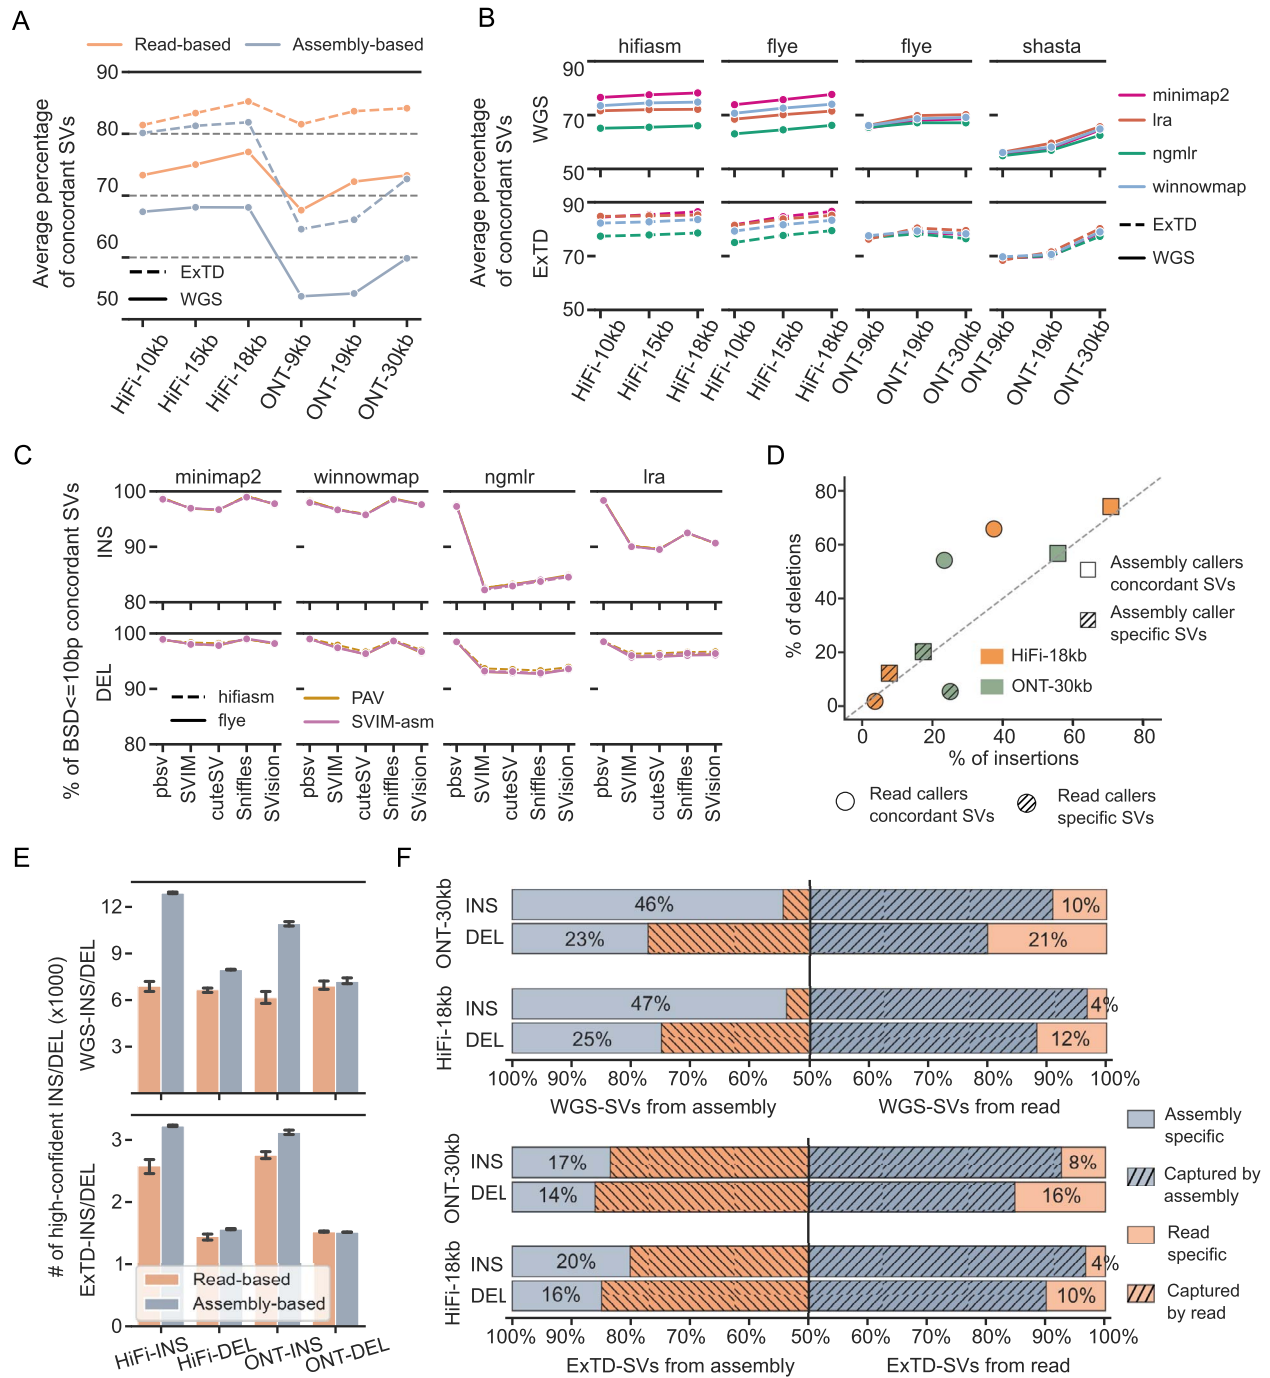 A
Read-based
Assembly-based
Average percentage
of concordant SVs
90
80
70
60
50
ExTD
WGS
HiFi-10kb
HiFi-15kb
HiFi-18kb
ONT-9kb
ONT-19kb
ONT-30kb
B
hifiasm
flye
flye
shasta
Average percentage
of concordant SVs
WGS
90
70
50
ExTD
90
70
50
minimap2
lra
ngmlr
winnowmap
ExTD
WGS
HiFi-10kb
HiFi-15kb
HiFi-18kb
HiFi-10kb
HiFi-15kb
HiFi-18kb
ONT-9kb
ONT-19kb
ONT-30kb
ONT-9kb
ONT-19kb
ONT-30kb
C
minimap2
winnowmap
ngmlr
lra
% of BSD<=10bp concordant SVs
INS
100
90
80
DEL
100
90
80
hifiasm
flye
PAV
SVIM-asm
pbsv
SVIM
cuteSV
Sniffles
SVision
pbsv
SVIM
cuteSV
Sniffles
SVision
pbsv
SVIM
cuteSV
Sniffles
SVision
pbsv
SVIM
cuteSV
Sniffles
SVision
D
% of deletions
80
60
40
20
0
0
20
40
60
80
% of insertions
Assembly callers
concordant SVs
Assembly caller
specific SVs
HiFi-18kb
ONT-30kb
Read callers
concordant SVs
Read callers
specific SVs
E
# of high-confident INS/DEL (x1000)
WGS-INS/DEL
12
9
6
3
ExTD-INS/DEL
3
2
1
0
Read-based
Assembly-based
HiFi-INS
HiFi-DEL
ONT-INS
ONT-DEL
F
ONT-30kb
INS
46%
10%
DEL
23%
21%
HiFi-18kb
INS
47%
4%
DEL
25%
12%
100%
90%
80%
70%
60%
50%
60%
70%
80%
90%
100%
WGS-SVs from assembly
WGS-SVs from read
ONT-30kb
INS
17%
8%
DEL
14%
16%
HiFi-18kb
INS
20%
4%
DEL
16%
10%
100%
90%
80%
70%
60%
50%
60%
70%
80%
90%
100%
ExTD-SVs from assembly
ExTD-SVs from read
Assembly
specific
Captured by
assembly
Read
specific
Captured
by read